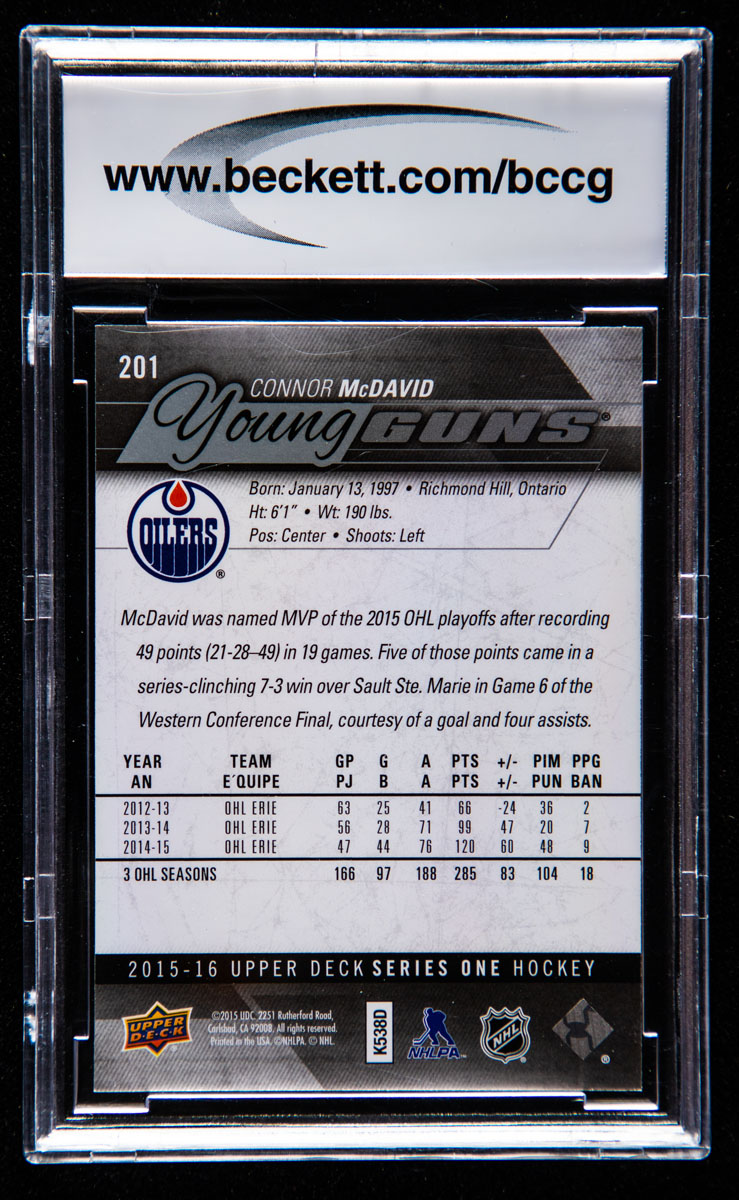 www.beckett.com/bccg
201
CONNOR McDAVID
Young GUNS®
Born: January 13, 1997 • Richmond Hill, Ontario
Ht: 6'1" • Wt: 190 lbs.
Pos: Center • Shoots: Left
OILERS
®
McDavid was named MVP of the 2015 OHL playoffs after recording
49 points (21-28–49) in 19 games. Five of those points came in a
series-clinching 7-3 win over Sault Ste. Marie in Game 6 of the
Western Conference Final, courtesy of a goal and four assists.
YEAR TEAM GP G A PTS +/- PIM PPG
AN E´QUIPE PJ B A PTS +/- PUN BAN
2012-13 OHL ERIE 63 25 41 66 -24 36 2
2013-14 OHL ERIE 56 28 71 99 47 20 7
2014-15 OHL ERIE 47 44 76 120 60 48 9
3 OHL SEASONS 166 97 188 285 83 104 18
2015-16 UPPER DECK SERIES ONE HOCKEY
UPPER
D·E·C·K
©2015 UDC. 2251 Rutherford Road,
Carlsbad, CA 92008. All rights reserved.
Printed in the USA. ©NHLPA. © NHL.
K538D
NHLPA
NHL
®